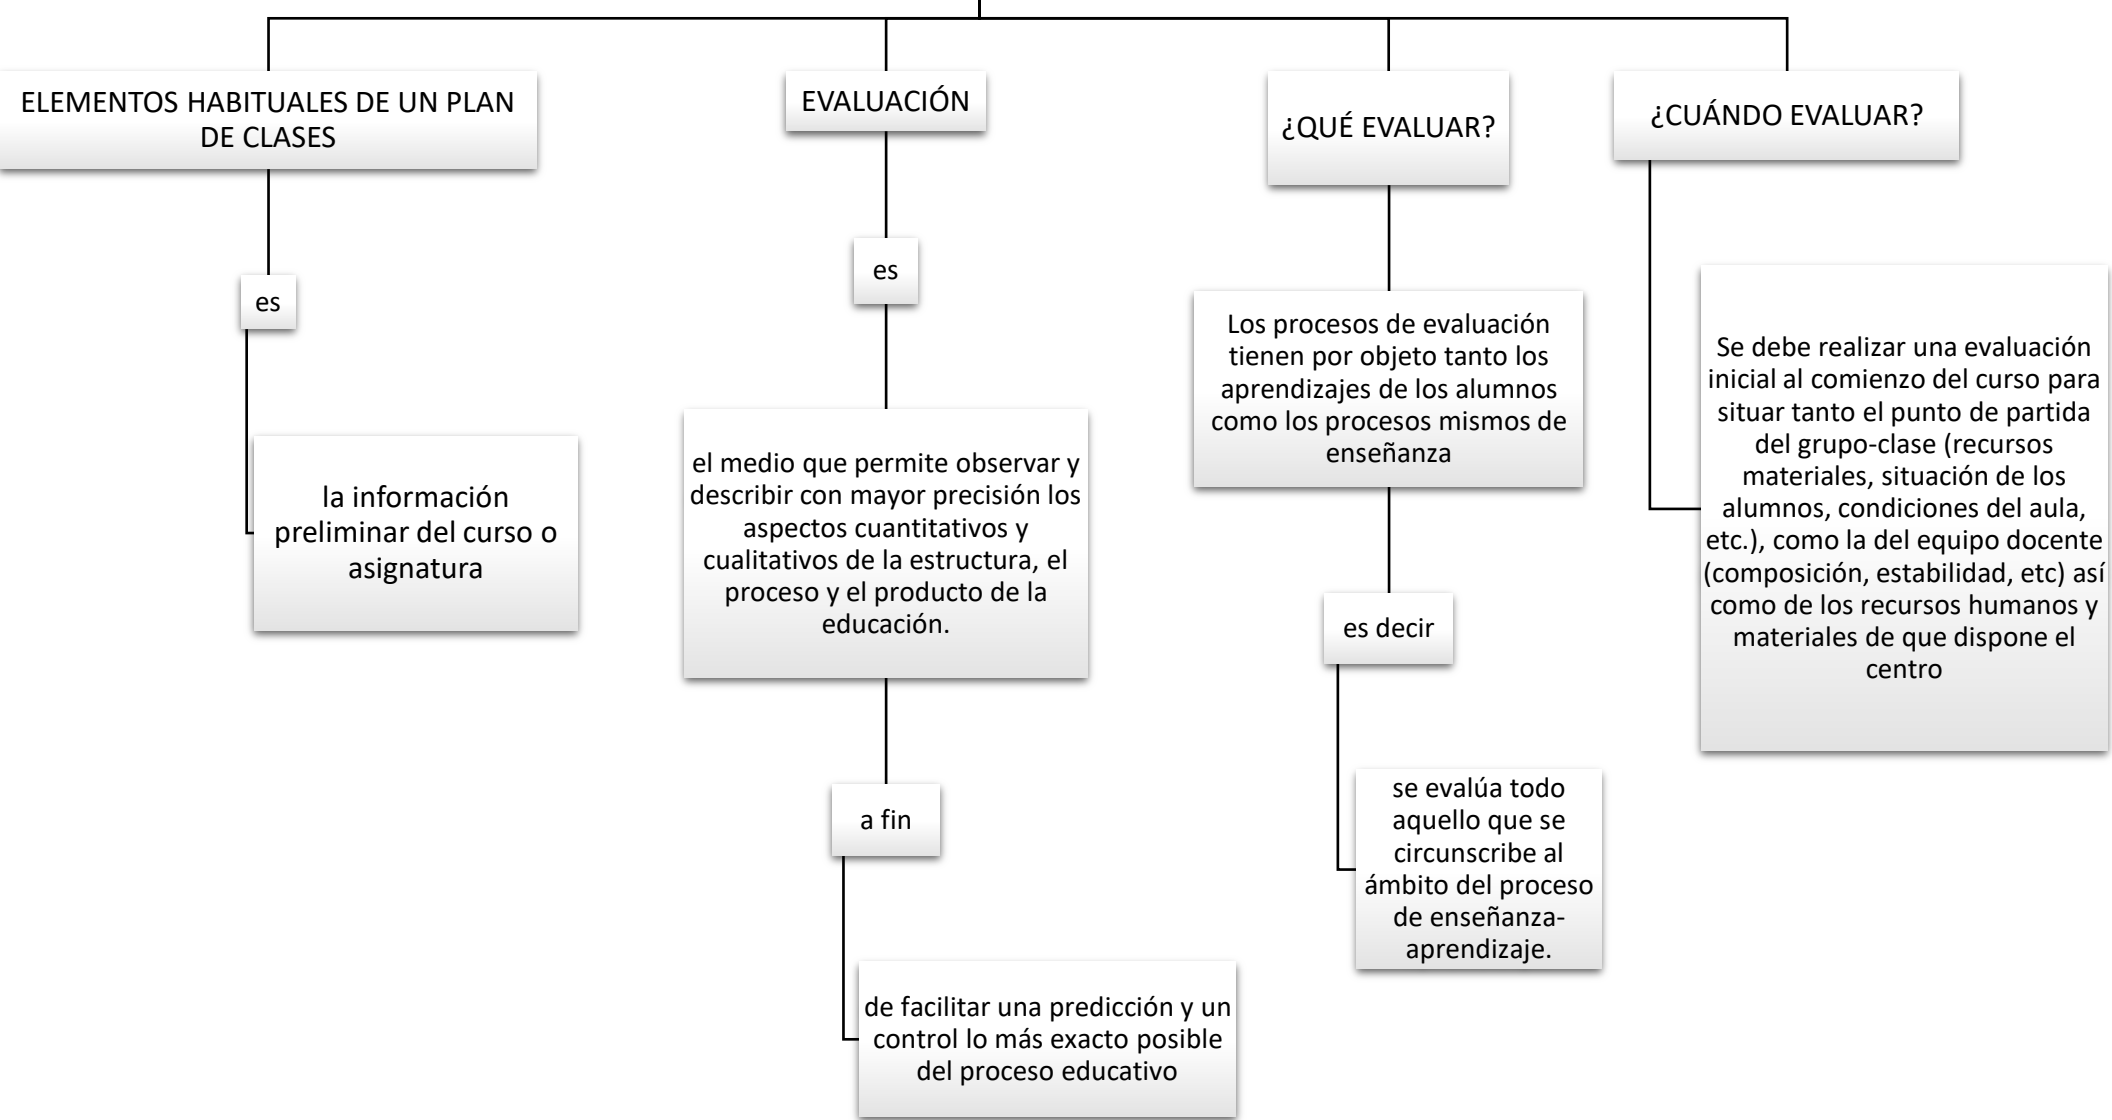 ELEMENTOS HABITUALES DE UN PLAN
DE CLASES
es
la información
preliminar del curso o
asignatura
EVALUACIÓN
es
el medio que permite observar y
describir con mayor precisión los
aspectos cuantitativos y
cualitativos de la estructura, el
proceso y el producto de la
educación.
a fin
de facilitar una predicción y un
control lo más exacto posible
del proceso educativo
¿QUÉ EVALUAR?
Los procesos de evaluación
tienen por objeto tanto los
aprendizajes de los alumnos
como los procesos mismos de
enseñanza
es decir
se evalúa todo
aquello que se
circunscribe al
ámbito del proceso
de enseñanza-
aprendizaje.
¿CUÁNDO EVALUAR?
Se debe realizar una evaluación
inicial al comienzo del curso para
situar tanto el punto de partida
del grupo-clase (recursos
materiales, situación de los
alumnos, condiciones del aula,
etc.), como la del equipo docente
(composición, estabilidad, etc) así
como de los recursos humanos y
materiales de que dispone el
centro